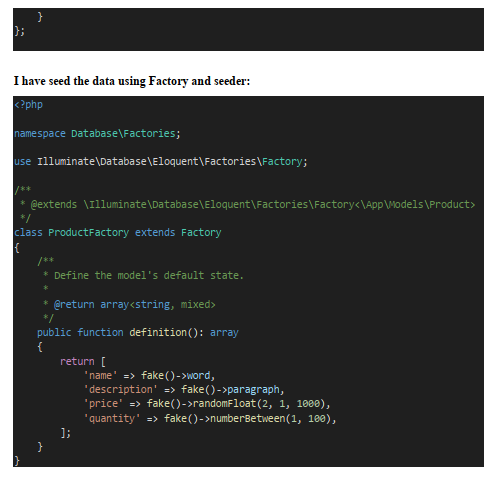 }
};
I have seed the data using Factory and seeder:
<?php
namespace Database\Factories;
use Illuminate\Database\Eloquent\Factories\Factory;
/**
 * @extends \Illuminate\Database\Eloquent\Factories\Factory<\App\Models\Product>
 */
class ProductFactory extends Factory
{
    /**
     * Define the model's default state.
     *
     * @return array<string, mixed>
     */
    public function definition(): array
    {
        return [
            'name' => fake()->word,
            'description' => fake()->paragraph,
            'price' => fake()->randomFloat(2, 1, 1000),
            'quantity' => fake()->numberBetween(1, 100),
        ];
    }
}